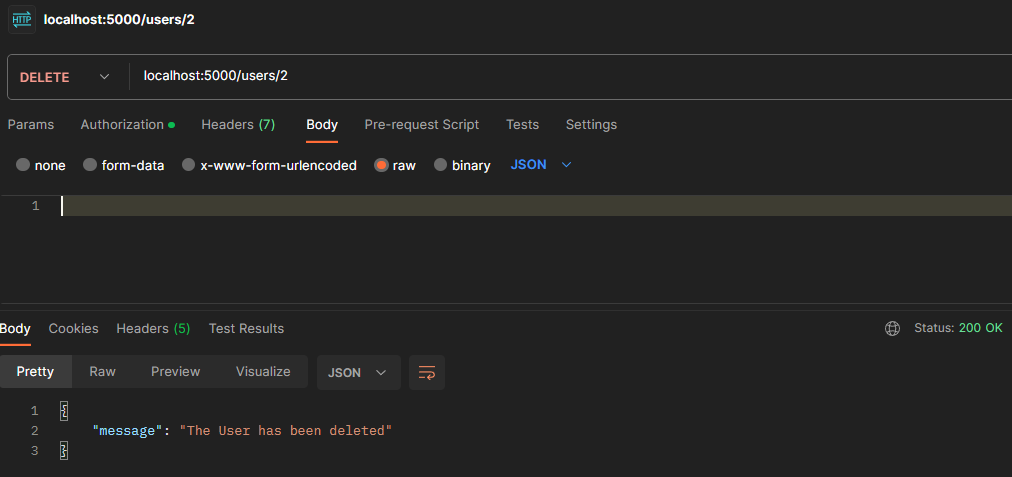 HTTP localhost:5000/users/2
DELETE localhost:5000/users/2
Params Authorization Headers (7) Body Pre-request Script Tests Settings
none form-data x-www-form-urlencoded raw binary JSON
1
Body Cookies Headers (5) Test Results Status: 200 OK
Pretty Raw Preview Visualize JSON
1 {
2 "message": "The User has been deleted"
3 }